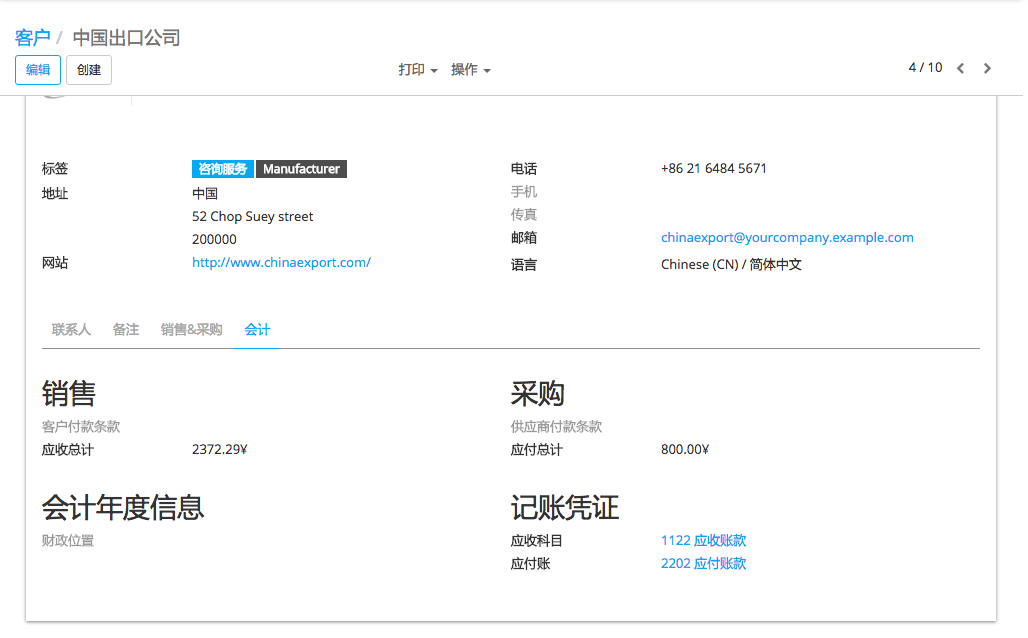 客户 / 中国出口公司
编辑 创建 打印 操作 4 / 10
标签 咨询服务 Manufacturer
地址 中国
52 Chop Suey street
200000
网站 http://www.chinaexport.com/
电话 +86 21 6484 5671
手机
传真
邮箱 chinaexport@yourcompany.example.com
语言 Chinese (CN) / 简体中文
联系人 备注 销售&采购 会计
销售
客户付款条款
应收总计 2372.29¥
采购
供应商付款条款
应付总计 800.00¥
会计年度信息
财政位置
记账凭证
应收科目 1122 应收账款
应付账 2202 应付账款